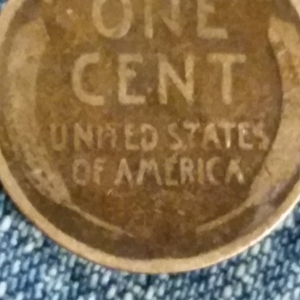 ONE
CENT
UNITED STATES
OF AMERICA